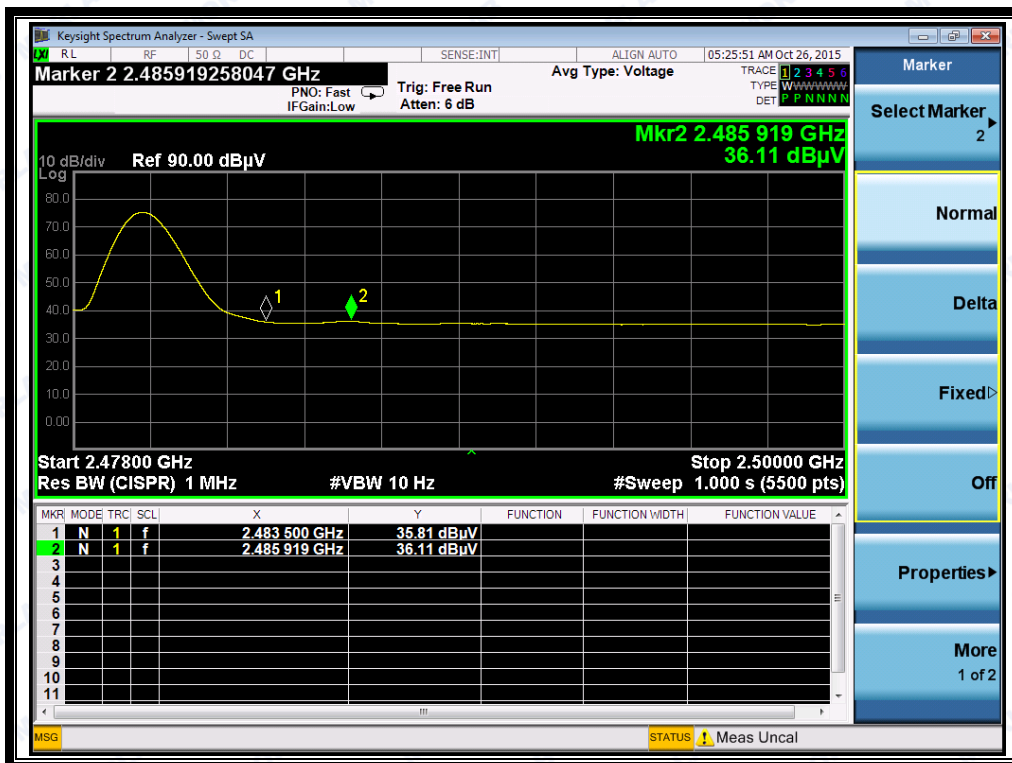 Keysight Spectrum Analyzer - Swept SA
LXI RL RF 50 Ω DC SENSE:INT ALIGN AUTO 05:25:51 AM Oct 26, 2015
Marker 2 2.485919258047 GHz
PNO: Fast
IFGain:Low
Trig: Free Run
Atten: 6 dB
Avg Type: Voltage
TRACE 1 2 3 4 5 6
TYPE WWWWWW
DET P P N N N N
Mkr2 2.485 919 GHz
36.11 dBµV
10 dB/div Ref 90.00 dBµV
Log
80.0
70.0
60.0
50.0
40.0
30.0
20.0
10.0
0.00
1
2
Start 2.47800 GHz Stop 2.50000 GHz
Res BW (CISPR) 1 MHz #VBW 10 Hz #Sweep 1.000 s (5500 pts)
MKR MODE TRC SCL X Y FUNCTION FUNCTION WIDTH FUNCTION VALUE
1 N 1 f 2.483 500 GHz 35.81 dBµV
2 N 1 f 2.485 919 GHz 36.11 dBµV
3
4
5
6
7
8
9
10
11
MSG STATUS Meas Uncal
Marker
Select Marker
2
Normal
Delta
Fixed
Off
Properties
More
1 of 2